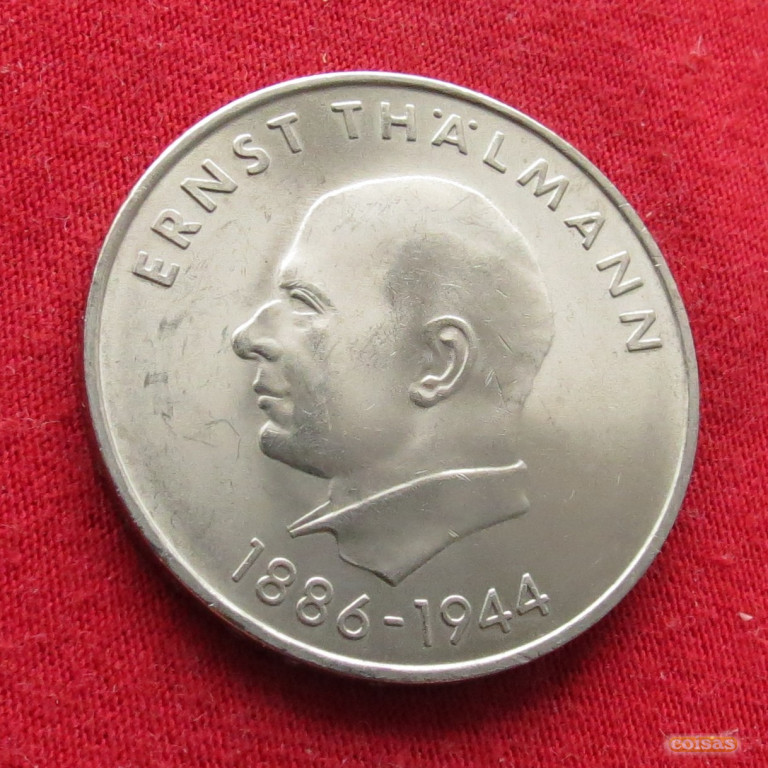 ERNST THÄLMANN
1886-1944
coisas